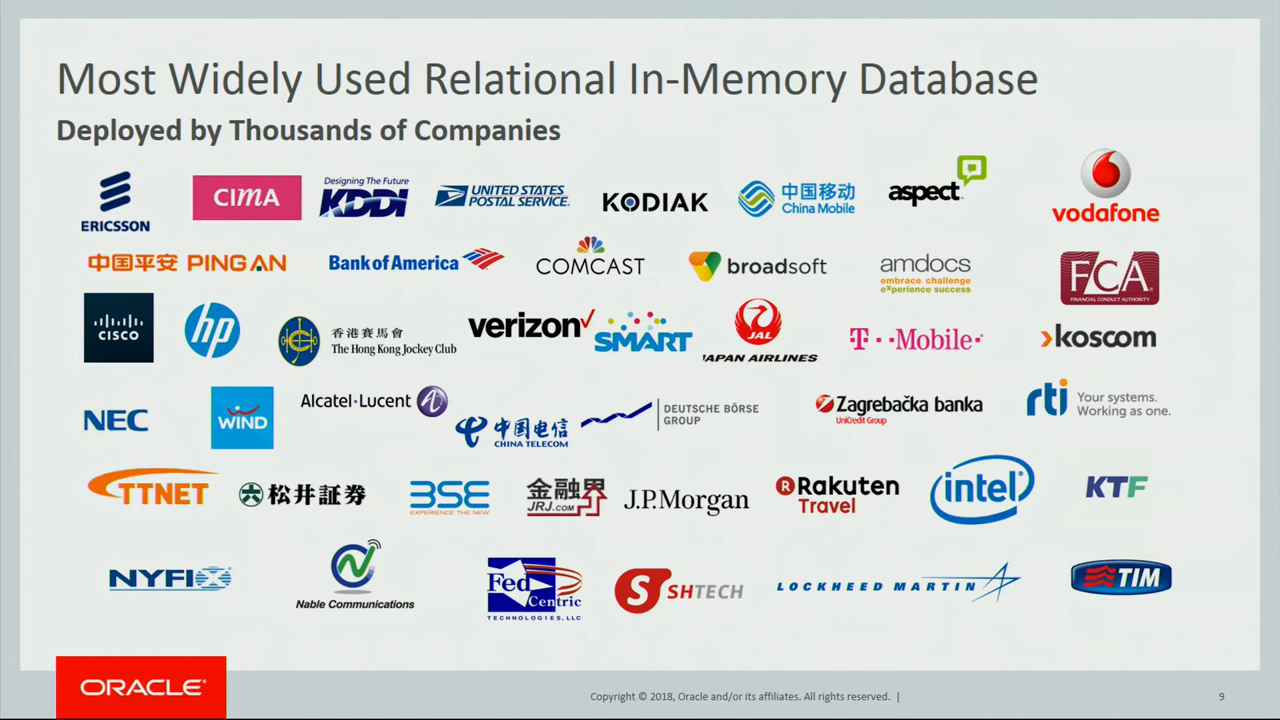 Most Widely Used Relational In-Memory Database
Deployed by Thousands of Companies
ERICSSON
CIMA
Designing The Future
KDDI
UNITED STATES
POSTAL SERVICE®
KODIAK
中国移动
China Mobile
aspect
vodafone
中国平安 PING AN
Bank of America
COMCAST
broadsoft
amdocs
embrace challenge
experience success
FCA
FINANCIAL CONDUCT AUTHORITY
CISCO
hp
香港賽馬會
The Hong Kong Jockey Club
verizon
SMART
JAL
JAPAN AIRLINES
T··Mobile·
koscom
NEC
WIND
Alcatel·Lucent
中国电信
CHINA TELECOM
DEUTSCHE BÖRSE
GROUP
Zagrebačka banka
UniCredit Group
rti
Your systems.
Working as one.
TTNET
松井証券
BSE
EXPERIENCE THE NEW
金融界
JRJ.COM
J.P.Morgan
Rakuten
Travel
intel
KTF
NYFIX
Nable Communications
Fed
Centric
TECHNOLOGIES, LLC
SHTECH
LOCKHEED MARTIN
TIM
ORACLE®
Copyright © 2018, Oracle and/or its affiliates. All rights reserved. |
9